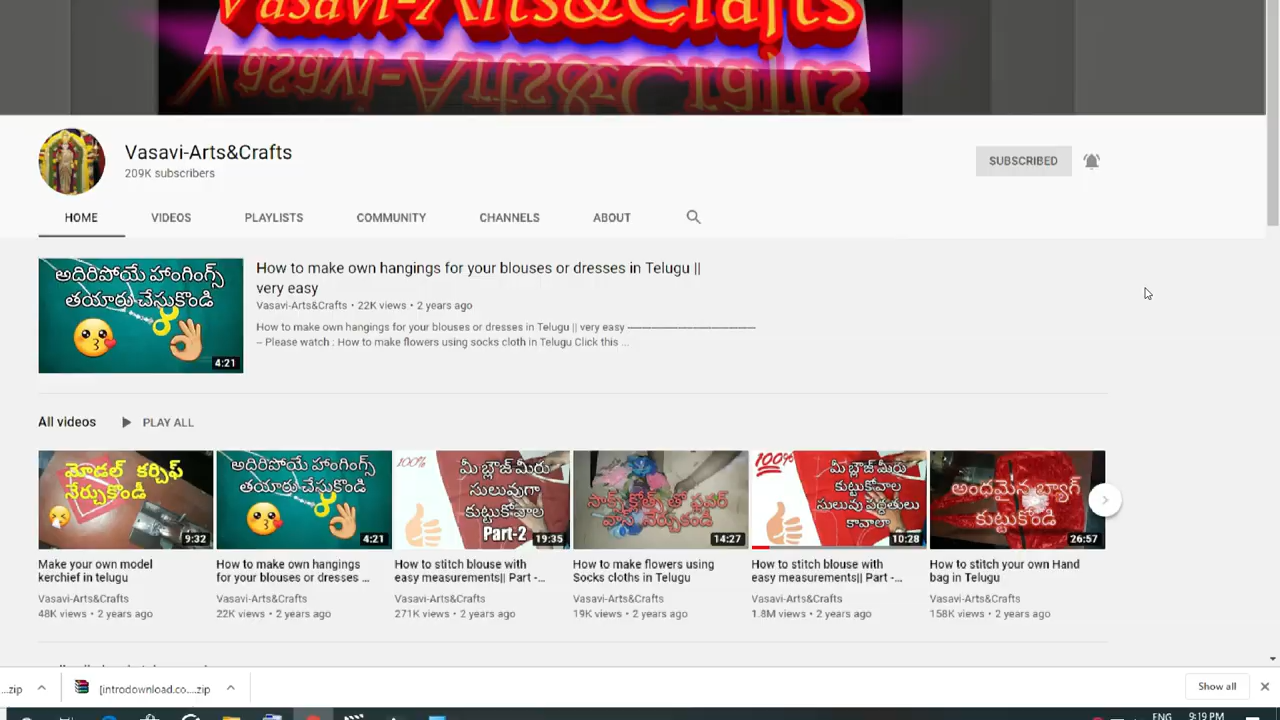 Vasavi-Arts&Crafts
Vasavi-Arts&Crafts
209K subscribers
SUBSCRIBED
HOME
VIDEOS
PLAYLISTS
COMMUNITY
CHANNELS
ABOUT
అదిరిపోయే హాంగింగ్స్
తయారు చేస్తుకొండి
4:21
How to make own hangings for your blouses or dresses in Telugu ||
very easy
Vasavi-Arts&Crafts • 22K views • 2 years ago
How to make own hangings for your blouses or dresses in Telugu || very easy ----------------------------------------
-- Please watch : How to make flowers using socks cloth in Telugu Click this ...
All videos
PLAY ALL
మోడల్ కర్చిఫ్
నేర్చుకొండీ
9:32
అదిరిపోయే హాంగింగ్స్
తయారు చేస్తుకొండి
4:21
100%
మీ బ్లౌజ్ మీరు
సులువుగా
కుట్టుకోవాల
Part-2
19:35
14:27
100%
మీ బ్లౌజ్ మీరు
కుట్టుకోవాల
సులువు పద్ధతులు
కావాలా
10:28
అందమైన బ్యాగ్
కుట్టుకోండి
26:57
Make your own model
kerchief in telugu
Vasavi-Arts&Crafts
48K views • 2 years ago
How to make own hangings
for your blouses or dresses ...
Vasavi-Arts&Crafts
22K views • 2 years ago
How to stitch blouse with
easy measurements|| Part -...
Vasavi-Arts&Crafts
271K views • 2 years ago
How to make flowers using
Socks cloths in Telugu
Vasavi-Arts&Crafts
19K views • 2 years ago
How to stitch blouse with
easy measurements|| Part -...
Vasavi-Arts&Crafts
1.8M views • 2 years ago
How to stitch your own Hand
bag in Telugu
Vasavi-Arts&Crafts
158K views • 2 years ago
....zip
[introdownload.co....zip
Show all
ENG
9:19 PM